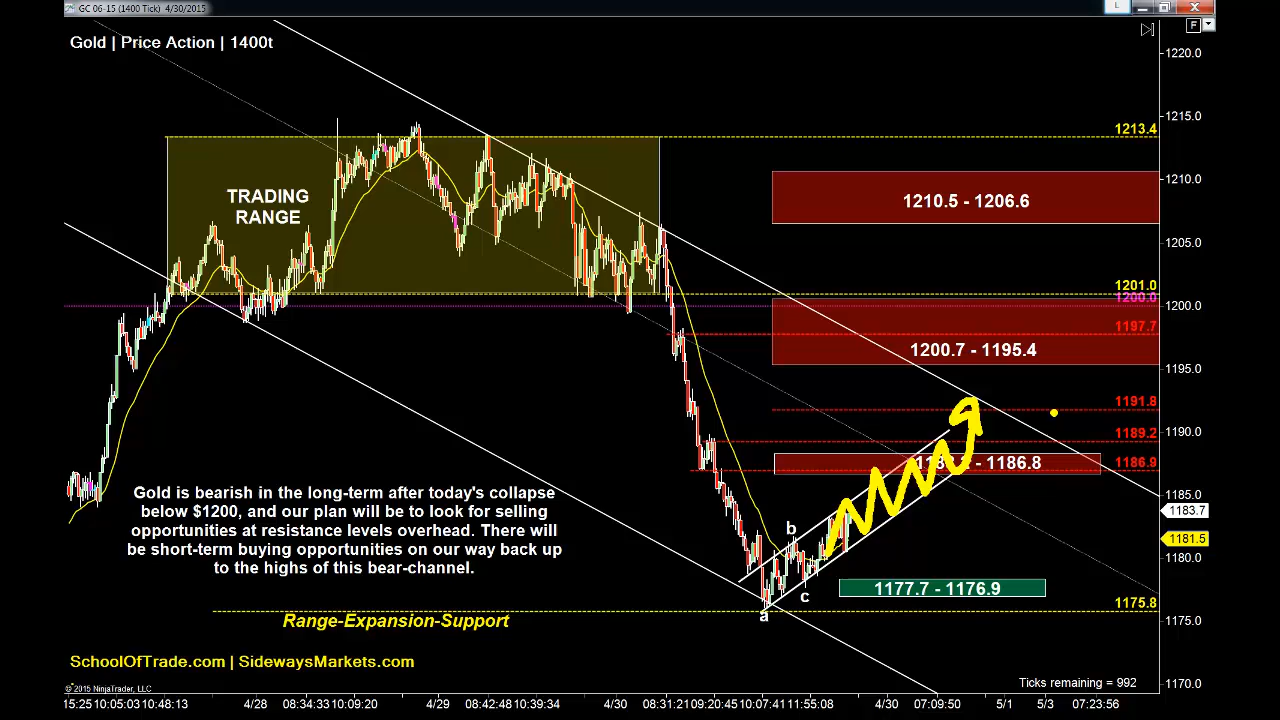 GC 06-15 (1400 Tick) 4/30/2015
L
F
Gold | Price Action | 1400t
1220.0
1215.0
1213.4
1210.0
TRADING
RANGE
1210.5 - 1206.6
1205.0
1201.0
1200.0
1200.0
1197.7
1200.7 - 1195.4
1195.0
1191.8
1190.0
1189.2
- 1186.8
1186.9
1185.0
1183.7
1181.5
1180.0
Gold is bearish in the long-term after today's collapse
below $1200, and our plan will be to look for selling
opportunities at resistance levels overhead. There will
be short-term buying opportunities on our way back up
to the highs of this bear-channel.
b
c
a
1177.7 - 1176.9
1175.8
1175.0
Range-Expansion-Support
SchoolOfTrade.com | SidewaysMarkets.com
1170.0
© 2015 NinjaTrader, LLC
Ticks remaining = 992
15:25 10:05:03 10:48:13 4/28 08:34:33 10:04:59 4/29 08:42:48 10:39:34 4/30 08:31:21 09:20:45 10:07:41 11:55:08 4/30 07:09:50 5/1 5/3 07:23:56